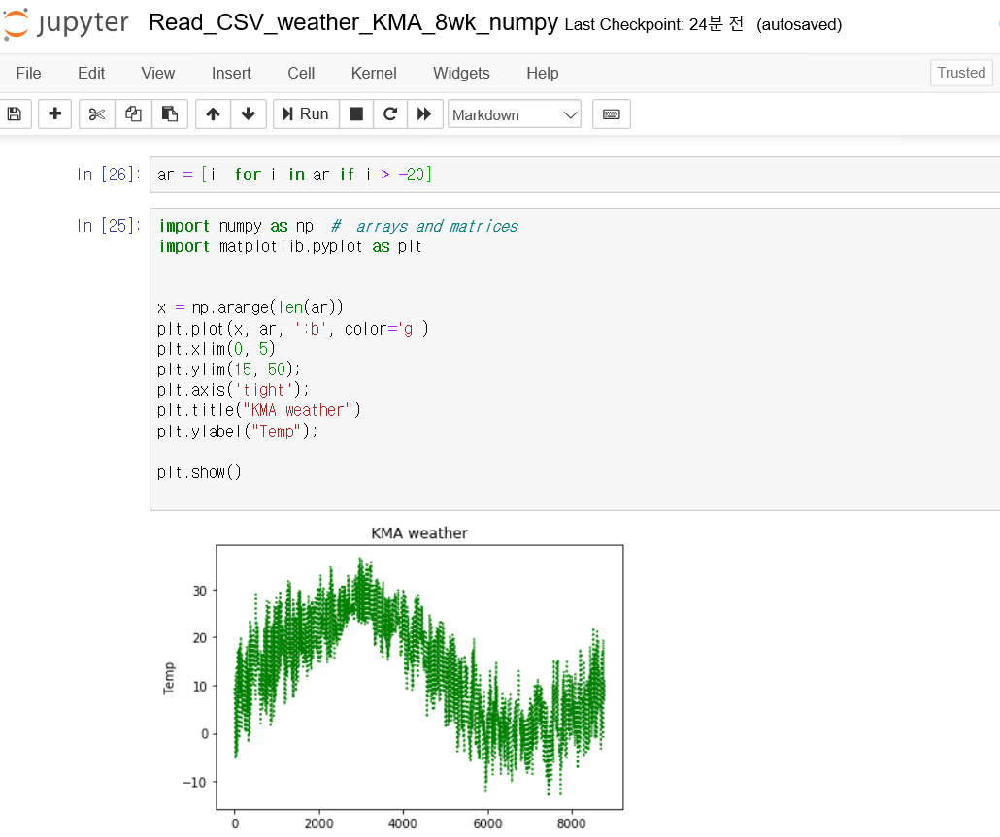 jupyter Read_CSV_weather_KMA_8wk_numpy Last Checkpoint: 24분 전 (autosaved)
File Edit View Insert Cell Kernel Widgets Help Trusted
Run Markdown
In [26]: ar = [i  for i in ar if i > -20]
In [25]: import numpy as np  #  arrays and matrices
import matplotlib.pyplot as plt
x = np.arange(len(ar))
plt.plot(x, ar, ':b', color='g')
plt.xlim(0, 5)
plt.ylim(15, 50);
plt.axis('tight');
plt.title("KMA weather")
plt.ylabel("Temp");
plt.show()
KMA weather
30
20
10
0
−10
Temp
0 2000 4000 6000 8000